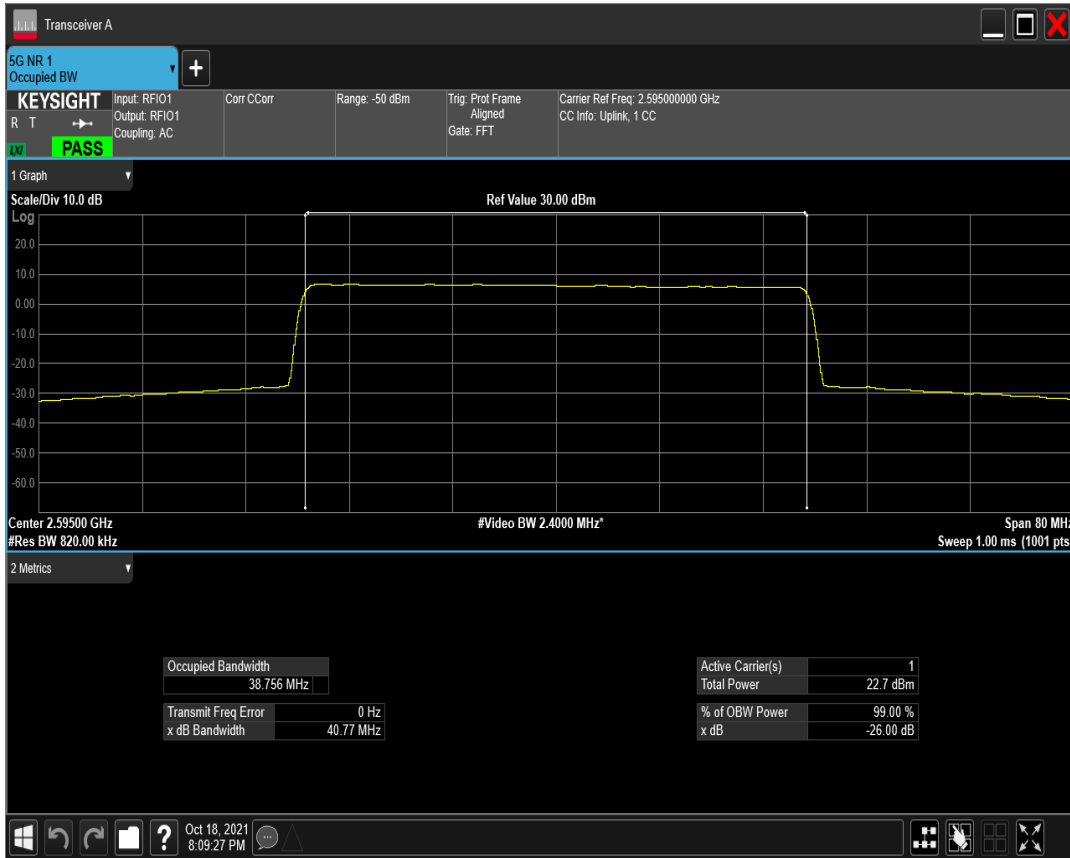 Transceiver A
5G NR 1
Occupied BW
+
KEYSIGHT
R T
LXI
PASS
Input: RFIO1
Output: RFIO1
Coupling: AC
Corr CCorr
Range: -50 dBm
Trig: Prot Frame
Aligned
Gate: FFT
Carrier Ref Freq: 2.595000000 GHz
CC Info: Uplink, 1 CC
1 Graph
Scale/Div 10.0 dB
Ref Value 30.00 dBm
Log
20.0
10.0
0.00
-10.0
-20.0
-30.0
-40.0
-50.0
-60.0
Center 2.59500 GHz
#Video BW 2.4000 MHz*
Span 80 MHz
#Res BW 820.00 kHz
Sweep 1.00 ms (1001 pts
2 Metrics
Occupied Bandwidth
38.756 MHz
Transmit Freq Error 0 Hz
x dB Bandwidth 40.77 MHz
Active Carrier(s) 1
Total Power 22.7 dBm
% of OBW Power 99.00 %
x dB -26.00 dB
?
Oct 18, 2021
8:09:27 PM